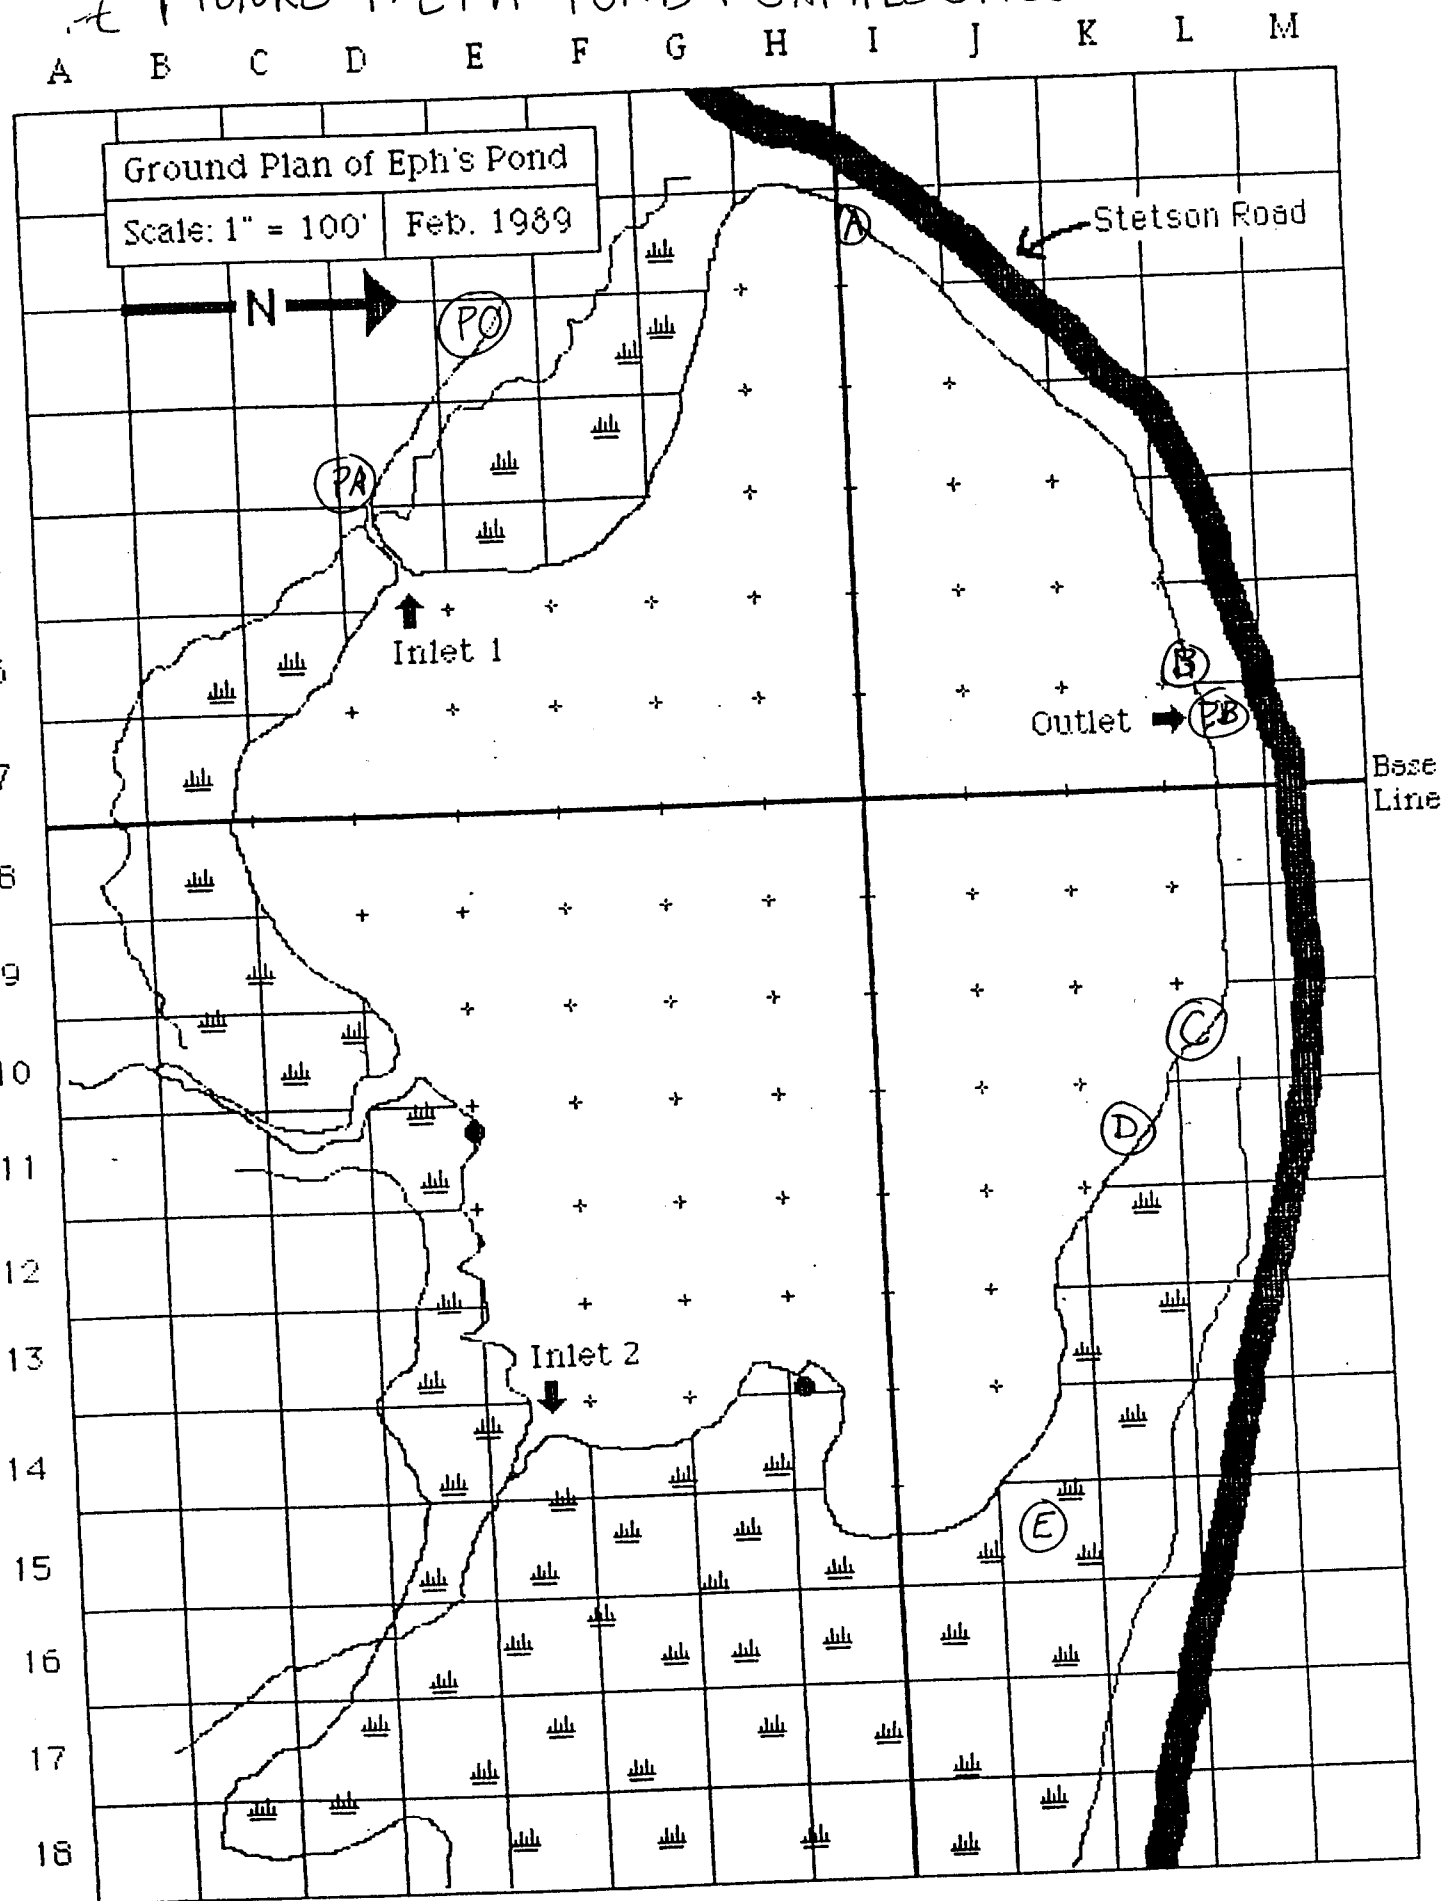 POND
A B C D E F G H I J K L M
Ground Plan of Eph's Pond
Scale: 1" = 100' Feb. 1989
A
Stetson Road
N
PO
PA
Inlet 1
B
Outlet PB
7
Base
Line
8
9
C
10
D
11
12
13
Inlet 2
14
E
15
16
17
18